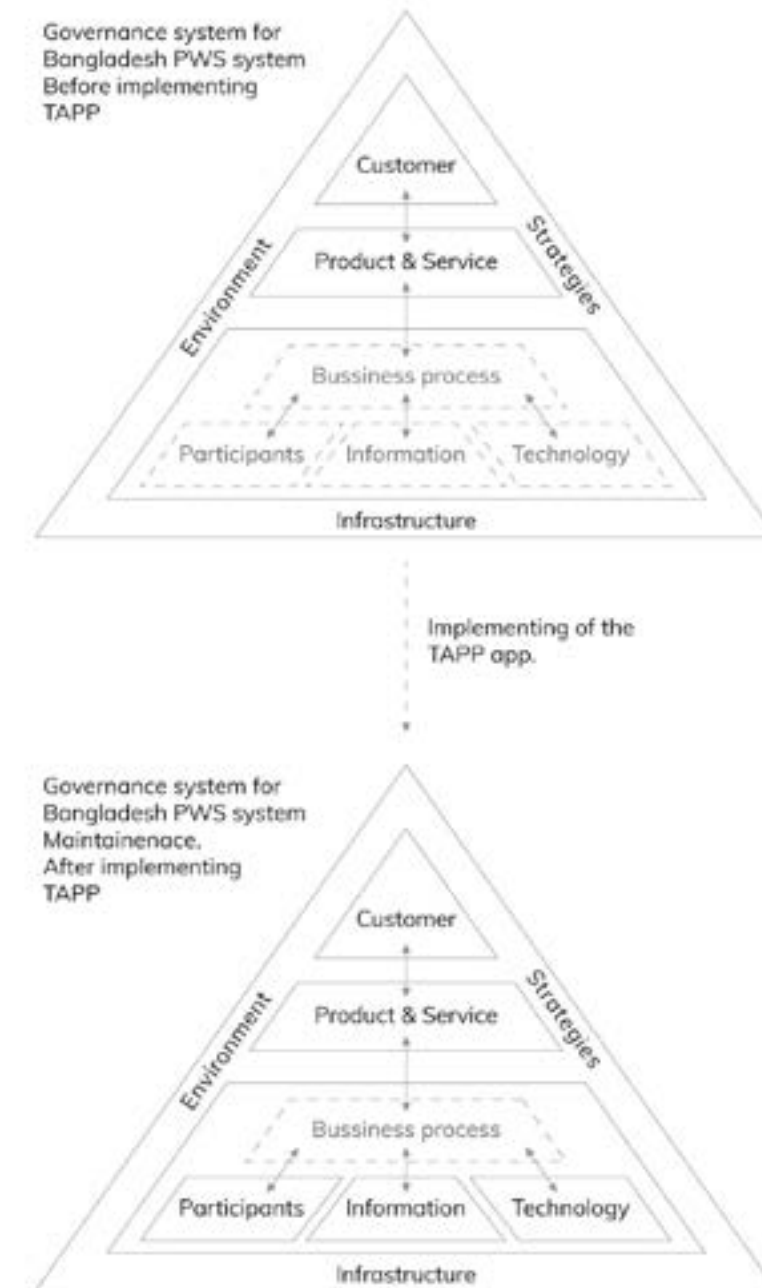 Governance system for
Bangladesh PWS system
Before implementing
TAPP
Customer
Product & Service
Environment
Strategies
Bussiness process
Participants
Information
Technology
Infrastructure
Implementing of the
TAPP app.
Governance system for
Bangladesh PWS system
Maintainenace.
After implementing
TAPP
Customer
Product & Service
Environment
Strategies
Bussiness process
Participants
Information
Technology
Infrastructure